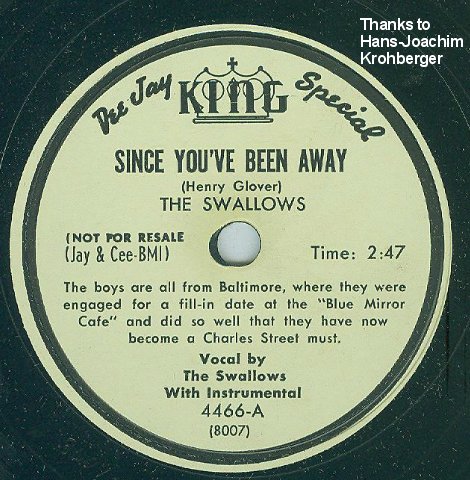 Thanks to
Hans-Joachim
Krohberger
Dee Jay KING Special
SINCE YOU'VE BEEN AWAY
(Henry Glover)
THE SWALLOWS
(NOT FOR RESALE
(Jay & Cee-BMI)
Time: 2:47
The boys are all from Baltimore, where they were
engaged for a fill-in date at the "Blue Mirror
Cafe" and did so well that they have now
become a Charles Street must.
Vocal by
The Swallows
With Instrumental
4466-A
(8007)